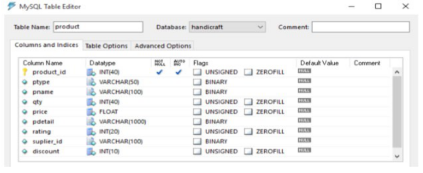 MySQL Table Editor
Table Name: product Database: handicraft Comment:
Columns and Indices Table Options Advanced Options
Column Name Datatype NOT NULL AUTO INC Flags Default Value Comment
product_id INT(40) UNSIGNED ZEROFILL NULL
ptype VARCHAR(50) BINARY NULL
pname VARCHAR(100) BINARY NULL
qty INT(40) UNSIGNED ZEROFILL NULL
price FLOAT UNSIGNED ZEROFILL NULL
pdetail VARCHAR(1000) BINARY NULL
rating INT(20) UNSIGNED ZEROFILL NULL
suplier_id VARCHAR(100) BINARY NULL
discount INT(10) UNSIGNED ZEROFILL NULL